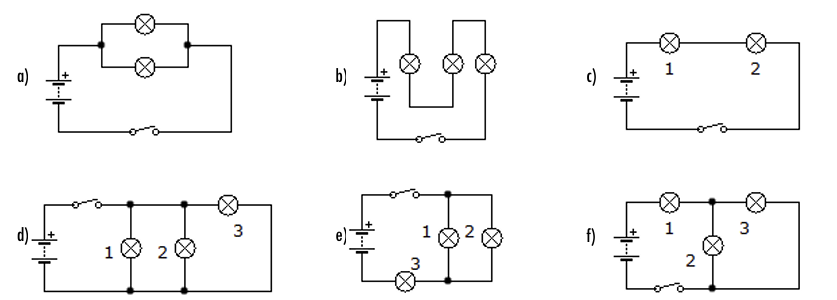 a) +
b) +
c) + 1 2
d) + 1 2 3
e) + 1 2 3
f) + 1 2 3